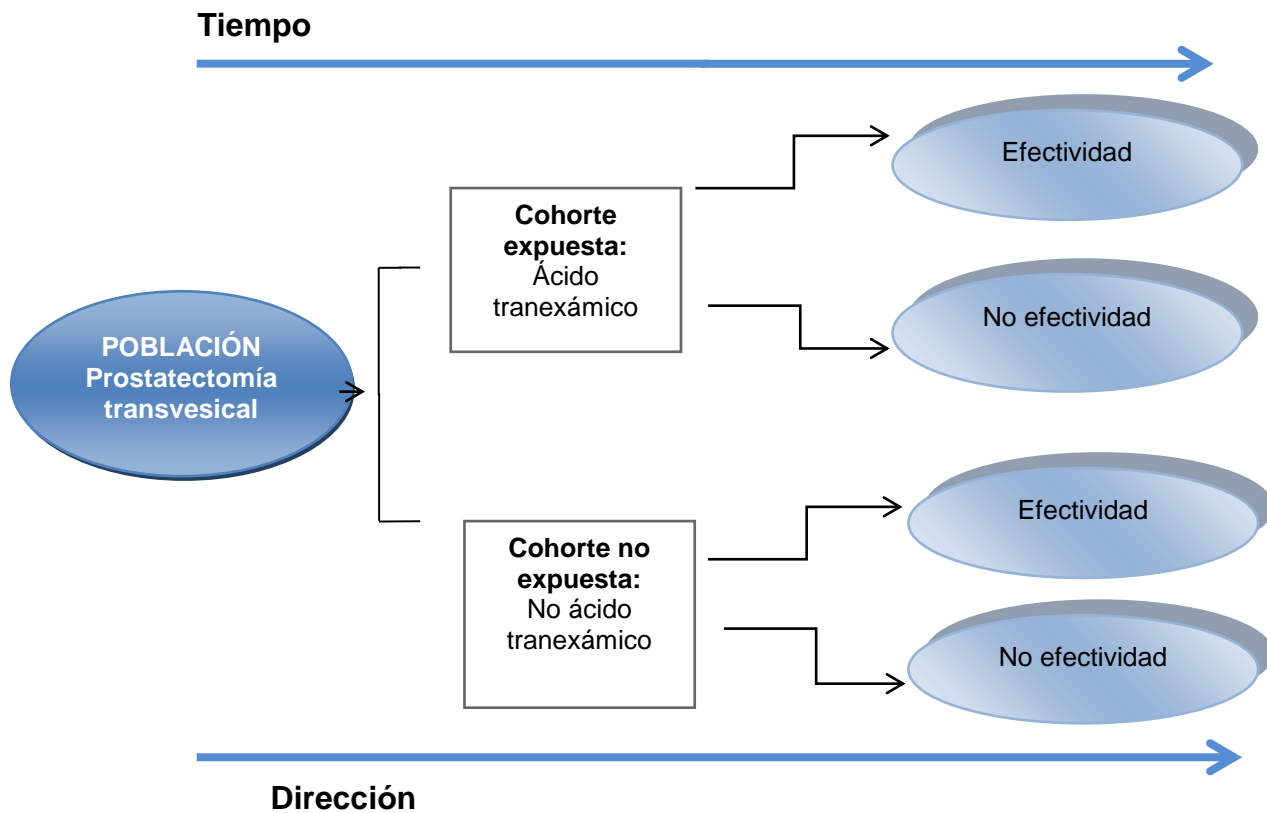 Tiempo
POBLACIÓN
Prostatectomía
transvesical
Cohorte
expuesta:
Ácido
tranexámico
Efectividad
No efectividad
Cohorte no
expuesta:
No ácido
tranexámico
Efectividad
No efectividad
Dirección